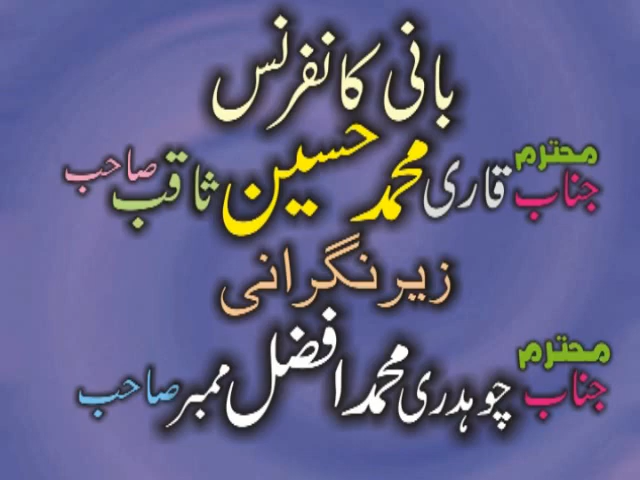 بانی کانفرنس
محترم جناب قاری محمد حسین ثاقب صاحب
زیر نگرانی
محترم جناب چوہدری محمد افضل ممبر صاحب